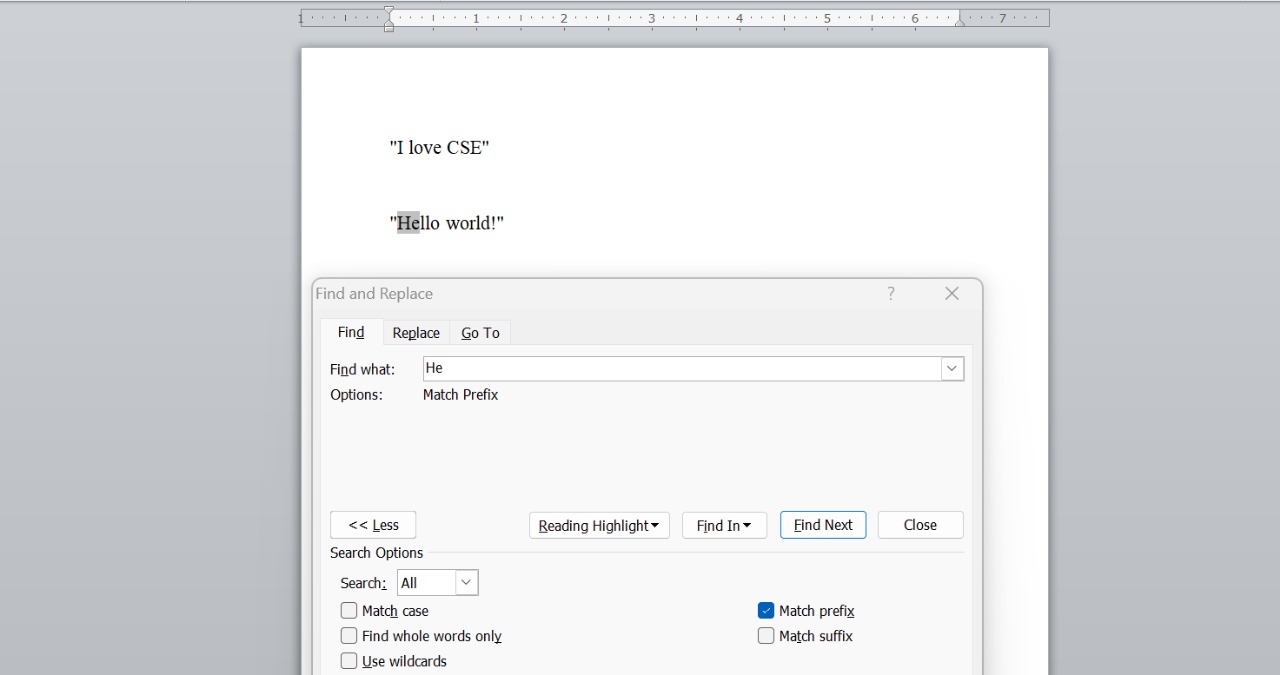 1 1 2 3 4 5 6 7
"I love CSE"
"Hello world!"
Find and Replace ?
Find Replace Go To
Find what: He
Options: Match Prefix
<< Less Reading Highlight Find In Find Next Close
Search Options
Search: All
Match case Match prefix
Find whole words only Match suffix
Use wildcards